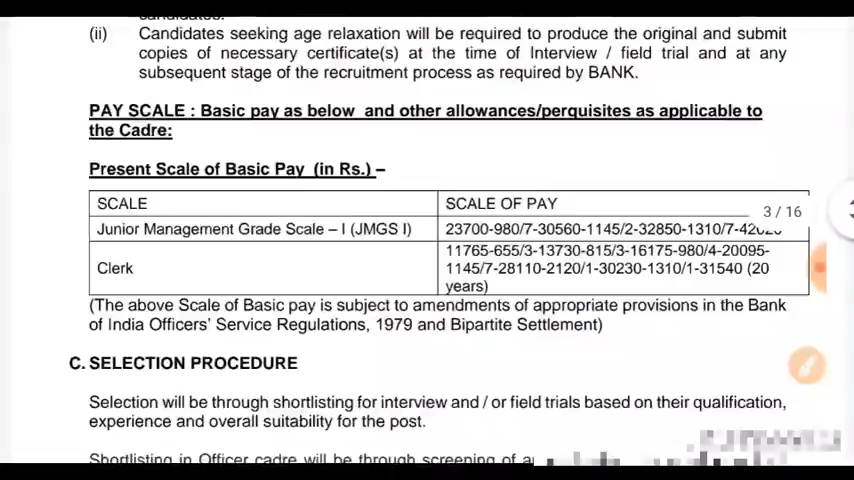 (ii) Candidates seeking age relaxation will be required to produce the original and submit
copies of necessary certificate(s) at the time of Interview / field trial and at any
subsequent stage of the recruitment process as required by BANK.
PAY SCALE : Basic pay as below and other allowances/perquisites as applicable to
the Cadre:
Present Scale of Basic Pay (in Rs.) –
SCALE SCALE OF PAY
3 / 16
Junior Management Grade Scale – I (JMGS I) 23700-980/7-30560-1145/2-32850-1310/7-42020
Clerk
11765-655/3-13730-815/3-16175-980/4-20095-
1145/7-28110-2120/1-30230-1310/1-31540 (20
years)
(The above Scale of Basic pay is subject to amendments of appropriate provisions in the Bank
of India Officers' Service Regulations, 1979 and Bipartite Settlement)
C. SELECTION PROCEDURE
Selection will be through shortlisting for interview and / or field trials based on their qualification,
experience and overall suitability for the post.
Shortlisting in Officer cadre will be through screening of